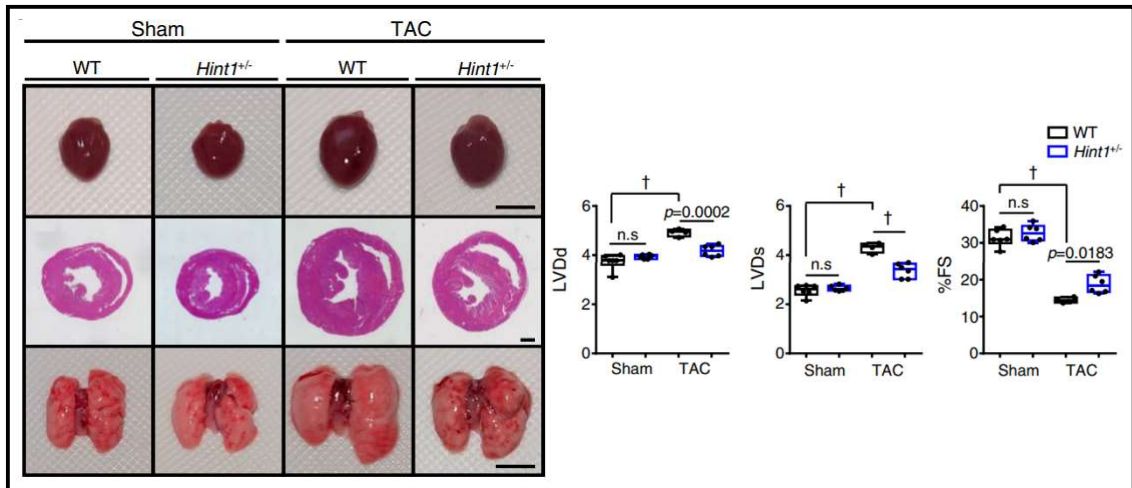 Sham TAC
WT Hint1+/- WT Hint1+/-
WT
Hint1+/-
LVDd
6
4
2
0
n.s
†
p=0.0002
Sham TAC
LVDs
6
4
2
0
n.s
†
†
Sham TAC
%FS
40
30
20
10
0
n.s
†
p=0.0183
Sham TAC